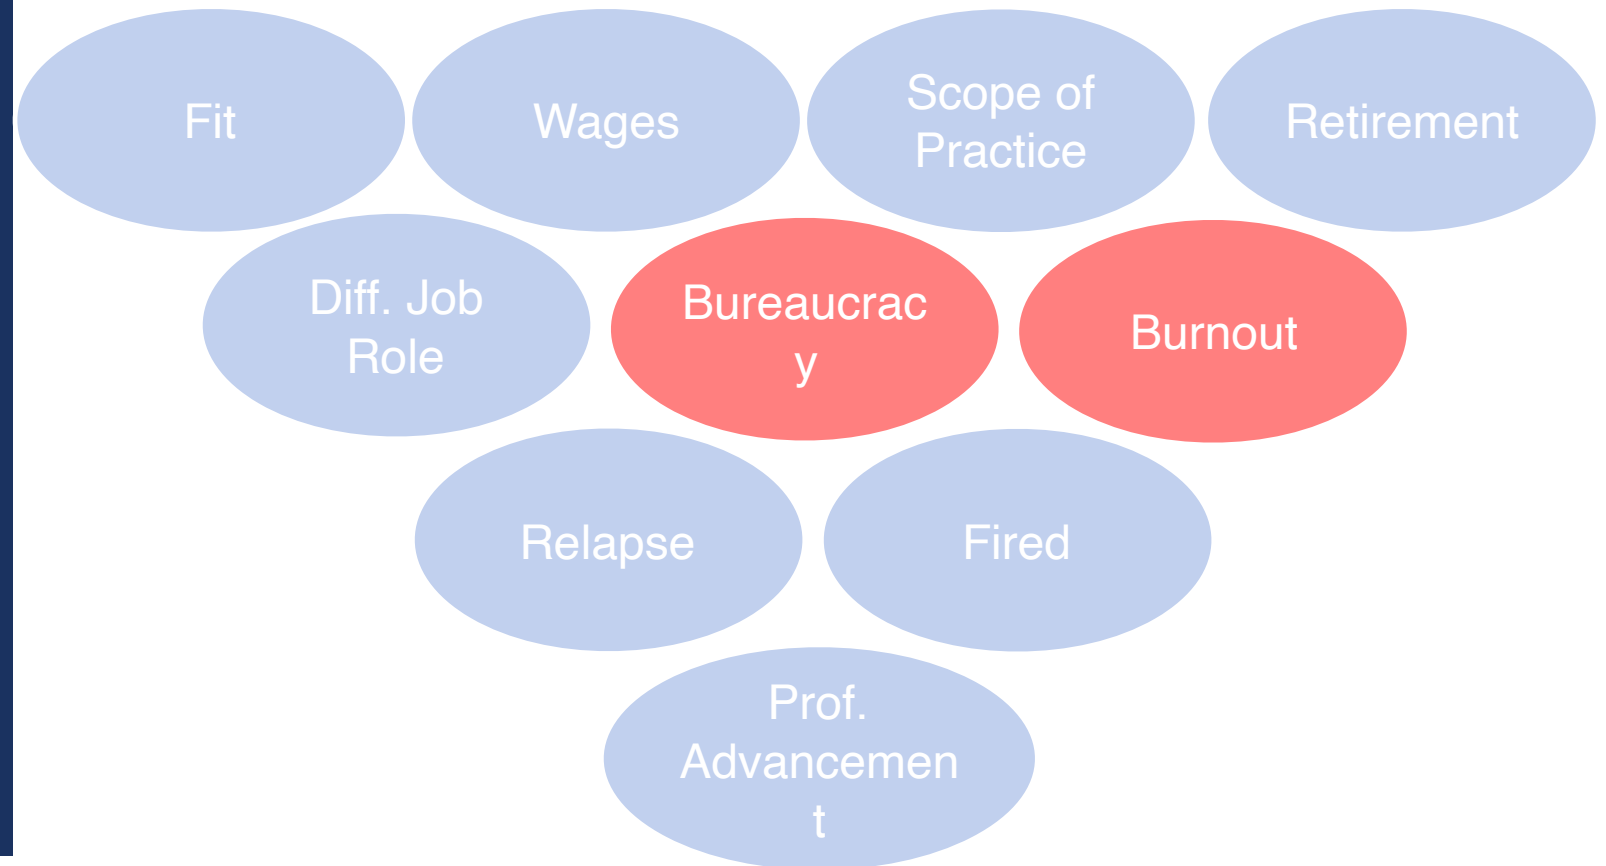 Fit
Wages
Scope of
Practice
Retirement
Diff. Job
Role
Bureaucrac
y
Burnout
Relapse
Fired
Prof.
Advancemen
t